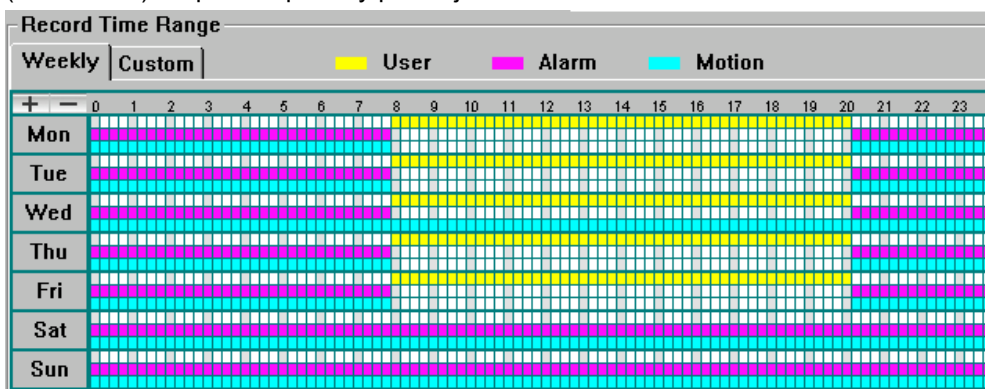 Record Time Range
Weekly Custom User Alarm Motion
+ − 0 1 2 3 4 5 6 7 8 9 10 11 12 13 14 15 16 17 18 19 20 21 22 23
Mon
Tue
Wed
Thu
Fri
Sat
Sun